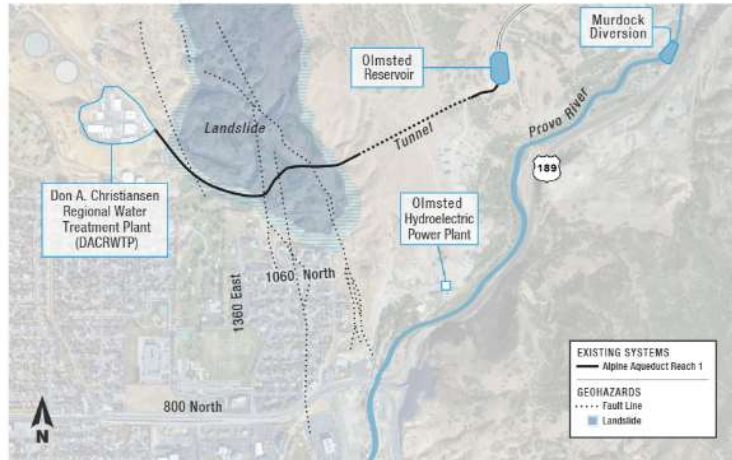 Murdock
Diversion
Olmsted
Reservoir
Landslide
Tunnel
Provo River
189
Don A. Christiansen
Regional Water
Treatment Plant
(DACRWTP)
Olmsted
Hydroelectric
Power Plant
1060 North
1360 East
800 North
N
EXISTING SYSTEMS
Alpine Aqueduct Reach 1
GEOHAZARDS
Fault Line
Landslide